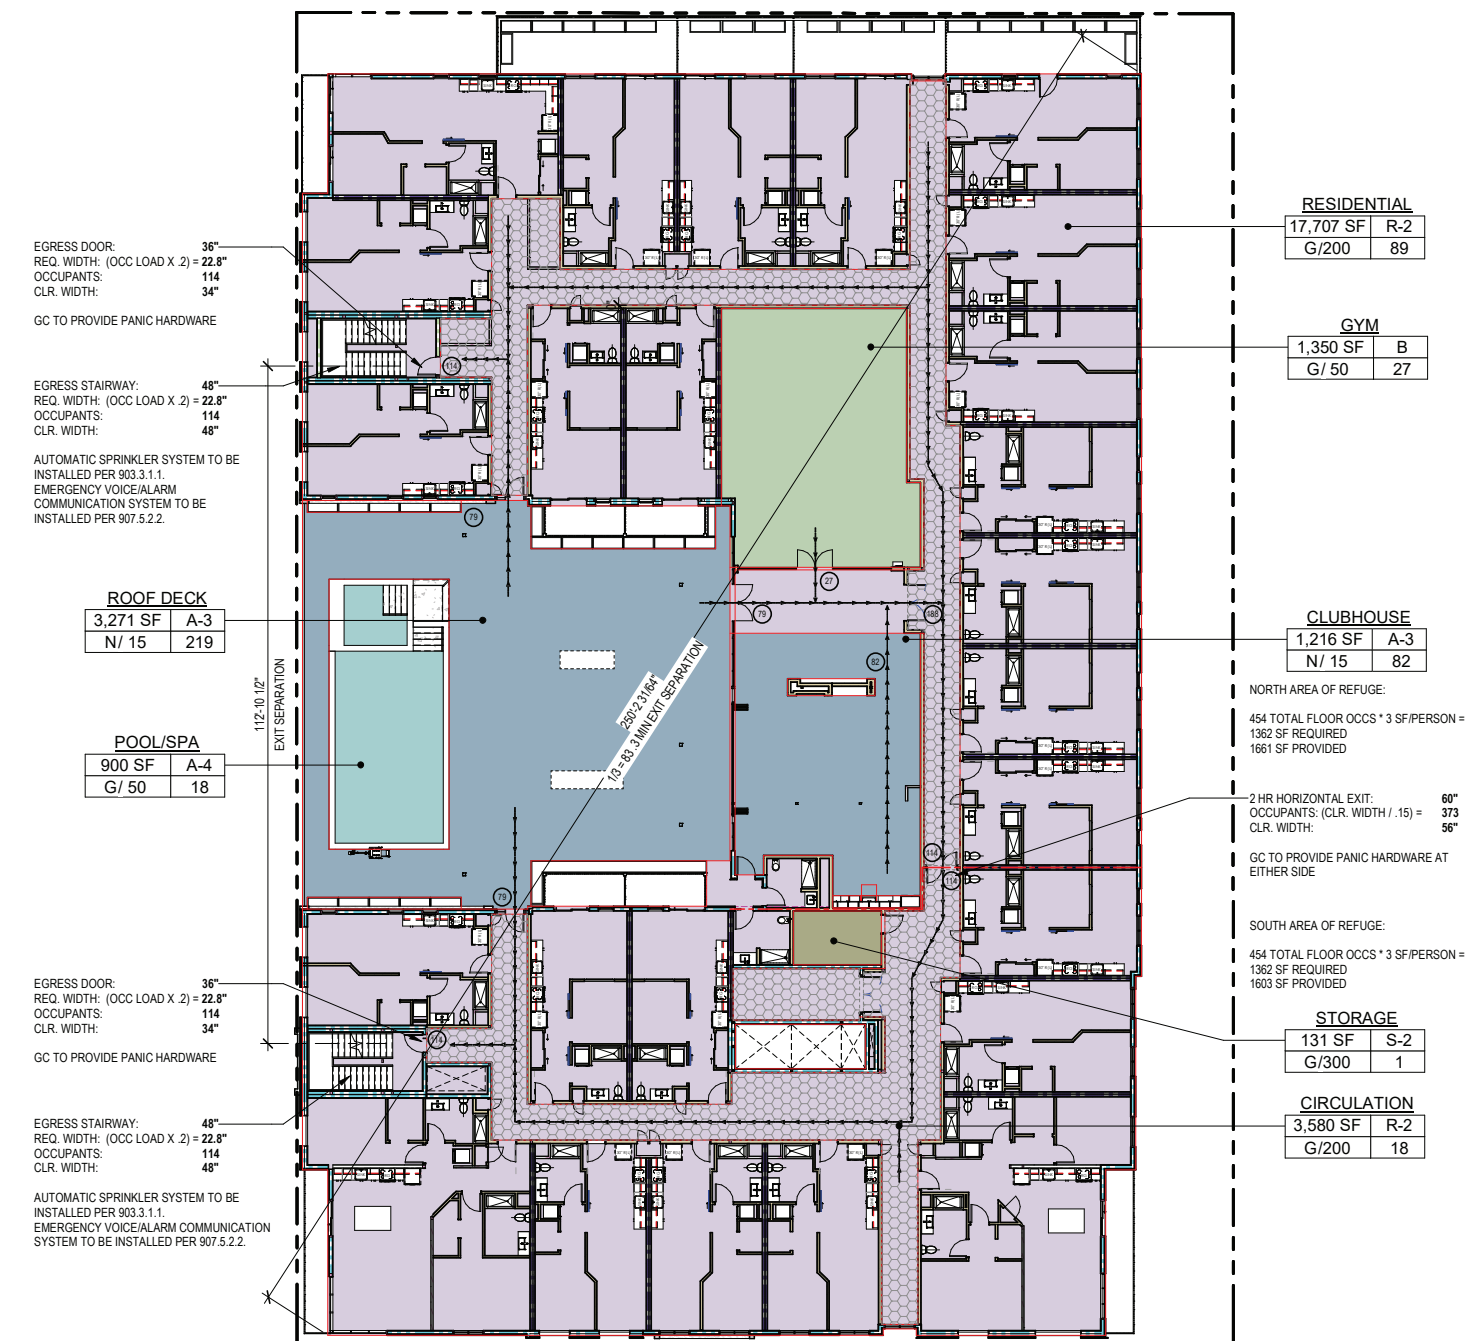 EGRESS DOOR: 36"
REQ. WIDTH: (OCC LOAD X .2) = 22.8"
OCCUPANTS: 114
CLR. WIDTH: 34"
GC TO PROVIDE PANIC HARDWARE
EGRESS STAIRWAY: 48"
REQ. WIDTH: (OCC LOAD X .2) = 22.8"
OCCUPANTS: 114
CLR. WIDTH: 48"
AUTOMATIC SPRINKLER SYSTEM TO BE
INSTALLED PER 903.3.1.1.
EMERGENCY VOICE/ALARM
COMMUNICATION SYSTEM TO BE
INSTALLED PER 907.5.2.2.
ROOF DECK
3,271 SF A-3
N/ 15 219
POOL/SPA
900 SF A-4
G/ 50 18
112'-10 1/2"
EXIT SEPARATION
EGRESS DOOR: 36"
REQ. WIDTH: (OCC LOAD X .2) = 22.8"
OCCUPANTS: 114
CLR. WIDTH: 34"
GC TO PROVIDE PANIC HARDWARE
EGRESS STAIRWAY: 48"
REQ. WIDTH: (OCC LOAD X .2) = 22.8"
OCCUPANTS: 114
CLR. WIDTH: 48"
AUTOMATIC SPRINKLER SYSTEM TO BE
INSTALLED PER 903.3.1.1.
EMERGENCY VOICE/ALARM COMMUNICATION
SYSTEM TO BE INSTALLED PER 907.5.2.2.
114
79
27
79
188
82
250'-2 31/64"
1/3 = 83'.3 MIN EXIT SEPARATION
114
114
79
114
RESIDENTIAL
17,707 SF R-2
G/200 89
GYM
1,350 SF B
G/ 50 27
CLUBHOUSE
1,216 SF A-3
N/ 15 82
NORTH AREA OF REFUGE:
454 TOTAL FLOOR OCCS * 3 SF/PERSON =
1362 SF REQUIRED
1661 SF PROVIDED
2 HR HORIZONTAL EXIT: 60"
OCCUPANTS: (CLR. WIDTH / .15) = 373
CLR. WIDTH: 56"
GC TO PROVIDE PANIC HARDWARE AT
EITHER SIDE
SOUTH AREA OF REFUGE:
454 TOTAL FLOOR OCCS * 3 SF/PERSON =
1362 SF REQUIRED
1603 SF PROVIDED
STORAGE
131 SF S-2
G/300 1
CIRCULATION
3,580 SF R-2
G/200 18